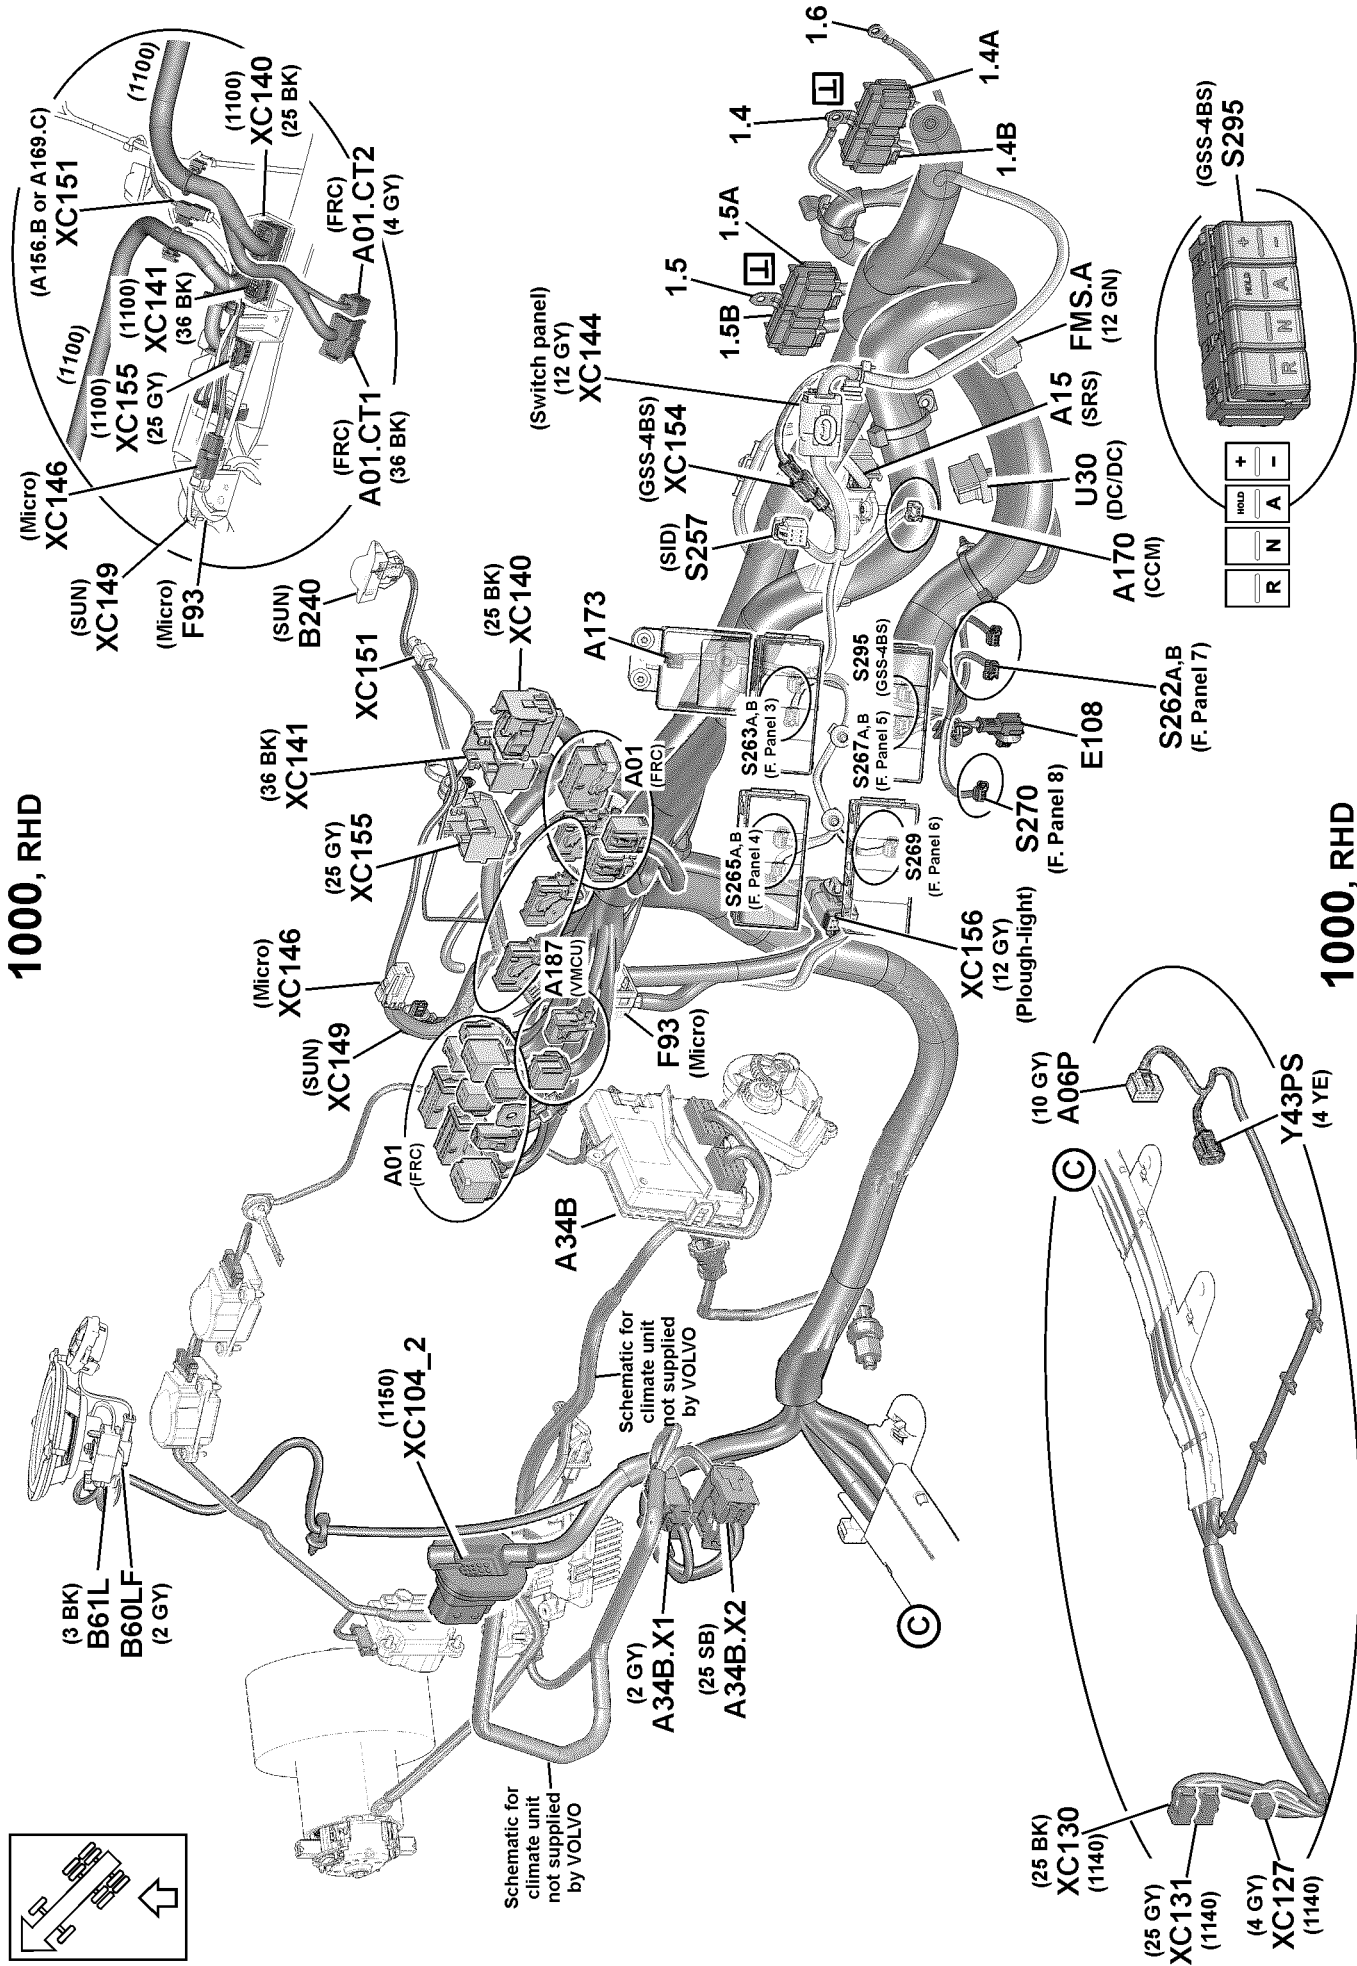 1000, RHD
(SUN)
XC149
(Micro)
XC146
(Micro)
F93
(1100)
XC155
(25 GY)
(1100)
XC141
(36 BK)
(A156.B or A169.C)
XC151
(1100)
(1100)
(1100)
XC140
(25 BK)
(FRC)
A01.CT1
(36 BK)
(FRC)
A01.CT2
(4 GY)
(3 BK)
B61L
B60LF
(2 GY)
(1150)
XC104_2
(SUN)
XC149
(Micro)
XC146
(25 GY)
XC155
(36 BK)
XC141
XC151
(SUN)
B240
(25 BK)
XC140
A173
A01
(FRC)
A187
(VMCU)
A01
(FRC)
F93
(Micro)
A34B
Schematic for
climate unit
not supplied
by VOLVO
Schematic for
climate unit
not supplied
by VOLVO
(2 GY)
A34B.X1
(25 SB)
A34B.X2
C
S265A,B
(F. Panel 4)
S263A,B
(F. Panel 3)
S267A,B
(F. Panel 5)
S295
(GSS-4BS)
S269
(F. Panel 6)
XC156
(12 GY)
(Plough-light)
S270
(F. Panel 8)
E108
S262A,B
(F. Panel 7)
(SID)
S257
(GSS-4BS)
XC154
(Switch panel)
(12 GY)
XC144
1.5B
1.5
1.5A
T
1.4
T
1.6
1.4A
1.4B
A170
(CCM)
U30
(DC/DC)
A15
(SRS)
FMS.A
(12 GN)
(GSS-4BS)
S295
R
N
HOLD
A
+
–
R
N
HOLD
A
+
–
(25 BK)
XC130
(1140)
(25 GY)
XC131
(1140)
(4 GY)
XC127
(1140)
C
(10 GY)
A06P
Y43PS
(4 YE)
1000, RHD